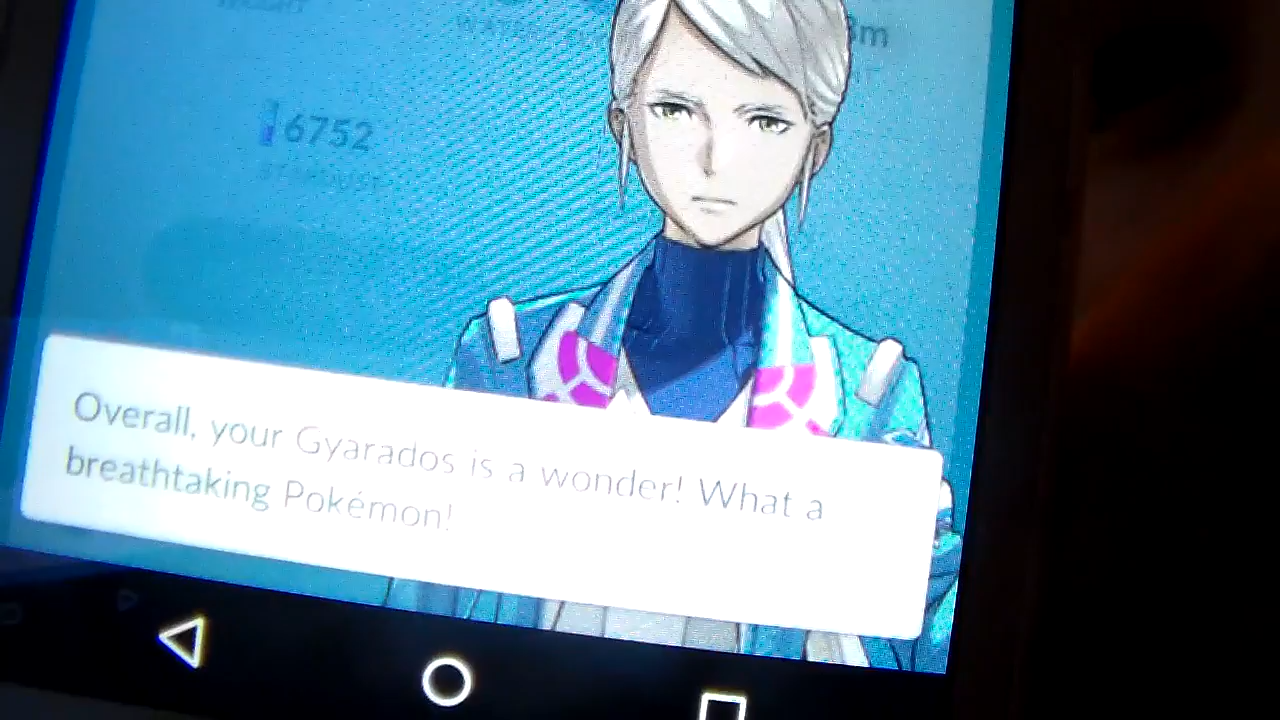 6752
Overall, your Gyarados is a wonder! What a
breathtaking Pokémon!